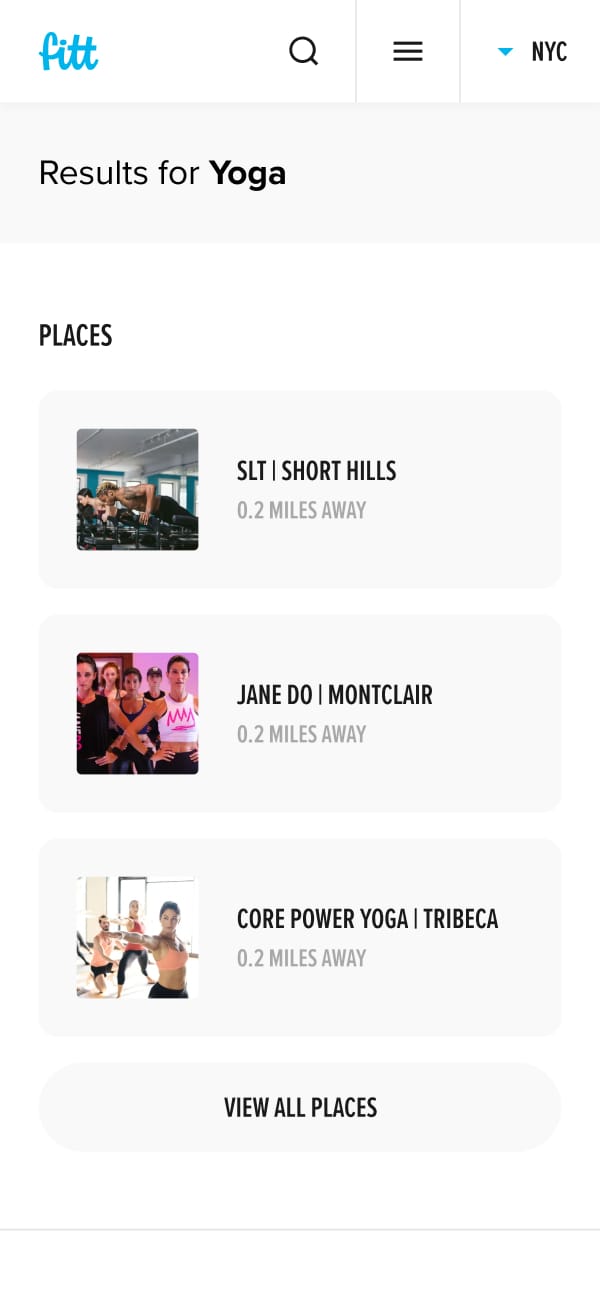 fitt
NYC
Results for Yoga
PLACES
SLT | SHORT HILLS
0.2 MILES AWAY
JANE DO | MONTCLAIR
0.2 MILES AWAY
CORE POWER YOGA | TRIBECA
0.2 MILES AWAY
VIEW ALL PLACES